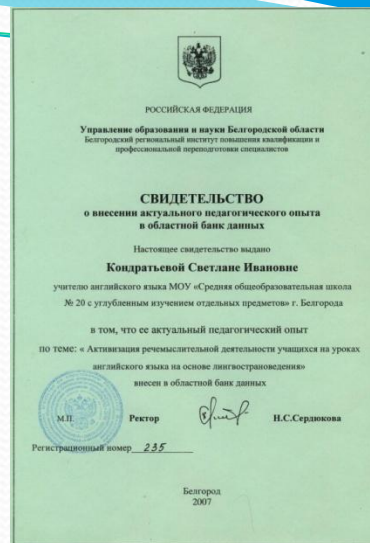 РОССИЙСКАЯ ФЕДЕРАЦИЯ
Управление образования и науки Белгородской области
Белгородский региональный институт повышения квалификации и
профессиональной переподготовки специалистов
СВИДЕТЕЛЬСТВО
о внесении актуального педагогического опыта
в областной банк данных
Настоящее свидетельство выдано
Кондратьевой Светлане Ивановне
учителю английского языка МОУ «Средняя общеобразовательная школа
№ 20 с углубленным изучением отдельных предметов» г. Белгорода
в том, что ее актуальный педагогический опыт
по теме: « Активизация речемыслительной деятельности учащихся на уроках
английского языка на основе лингвострановедения»
внесен в областной банк данных
М.П. Ректор Н.С.Сердюкова
Регистрационный номер 235
Белгород
2007